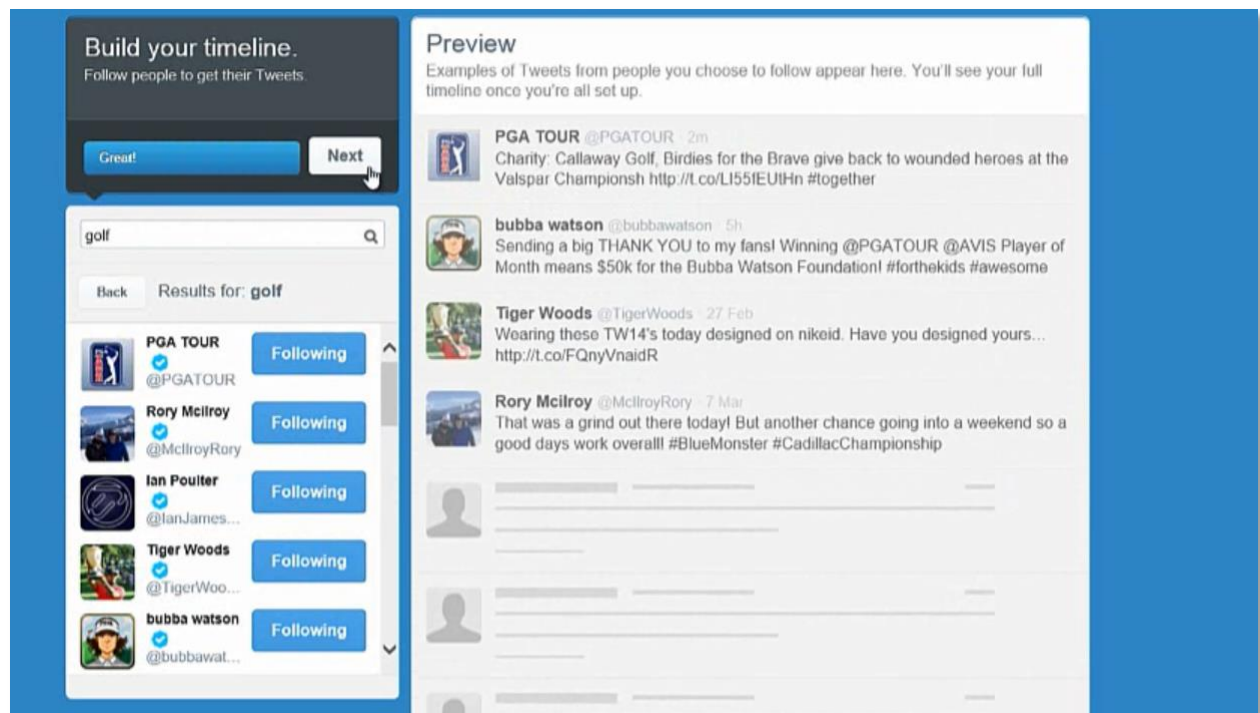 Build your timeline.
Follow people to get their Tweets.
Great!
Next
golf
Back
Results for: golf
PGA TOUR
@PGATOUR
Following
Rory Mcilroy
@McIlroyRory
Following
Ian Poulter
@IanJames...
Following
Tiger Woods
@TigerWoo...
Following
bubba watson
@bubbawat...
Following
Preview
Examples of Tweets from people you choose to follow appear here. You'll see your full
timeline once you're all set up.
PGA TOUR @PGATOUR · 2m
Charity: Callaway Golf, Birdies for the Brave give back to wounded heroes at the
Valspar Championsh http://t.co/LI55fEUtHn #together
bubba watson @bubbawatson · 5h
Sending a big THANK YOU to my fans! Winning @PGATOUR @AVIS Player of
Month means $50k for the Bubba Watson Foundation! #forthekids #awesome
Tiger Woods @TigerWoods · 27 Feb
Wearing these TW14's today designed on nikeid. Have you designed yours...
http://t.co/FQnyVnaidR
Rory Mcilroy @McIlroyRory · 7 Mar
That was a grind out there today! But another chance going into a weekend so a
good days work overall! #BlueMonster #CadillacChampionship